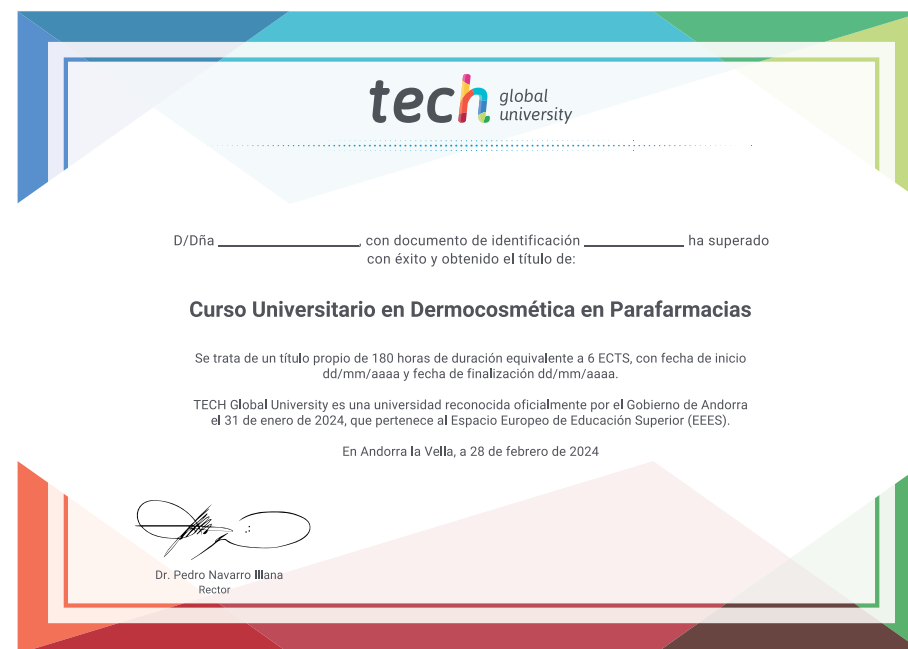 tech global
university
D/Dña ____________________, con documento de identificación ______________ ha superado
con éxito y obtenido el título de:
Curso Universitario en Dermocosmética en Parafarmacias
Se trata de un título propio de 180 horas de duración equivalente a 6 ECTS, con fecha de inicio
dd/mm/aaaa y fecha de finalización dd/mm/aaaa.
TECH Global University es una universidad reconocida oficialmente por el Gobierno de Andorra
el 31 de enero de 2024, que pertenece al Espacio Europeo de Educación Superior (EEES).
En Andorra la Vella, a 28 de febrero de 2024
Dr. Pedro Navarro Illana
Rector